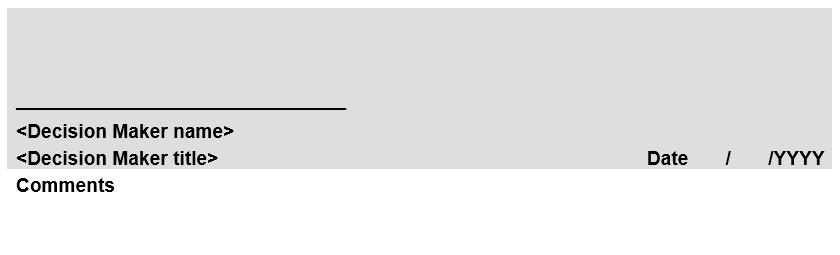 <Decision Maker name>
<Decision Maker title> Date / /YYYY
Comments